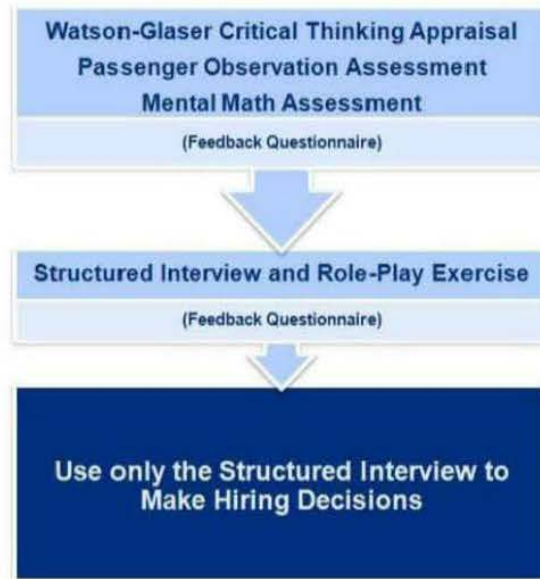 Watson-Glaser Critical Thinking Appraisal
Passenger Observation Assessment
Mental Math Assessment
(Feedback Questionnaire)
Structured Interview and Role-Play Exercise
(Feedback Questionnaire)
Use only the Structured Interview to
Make Hiring Decisions